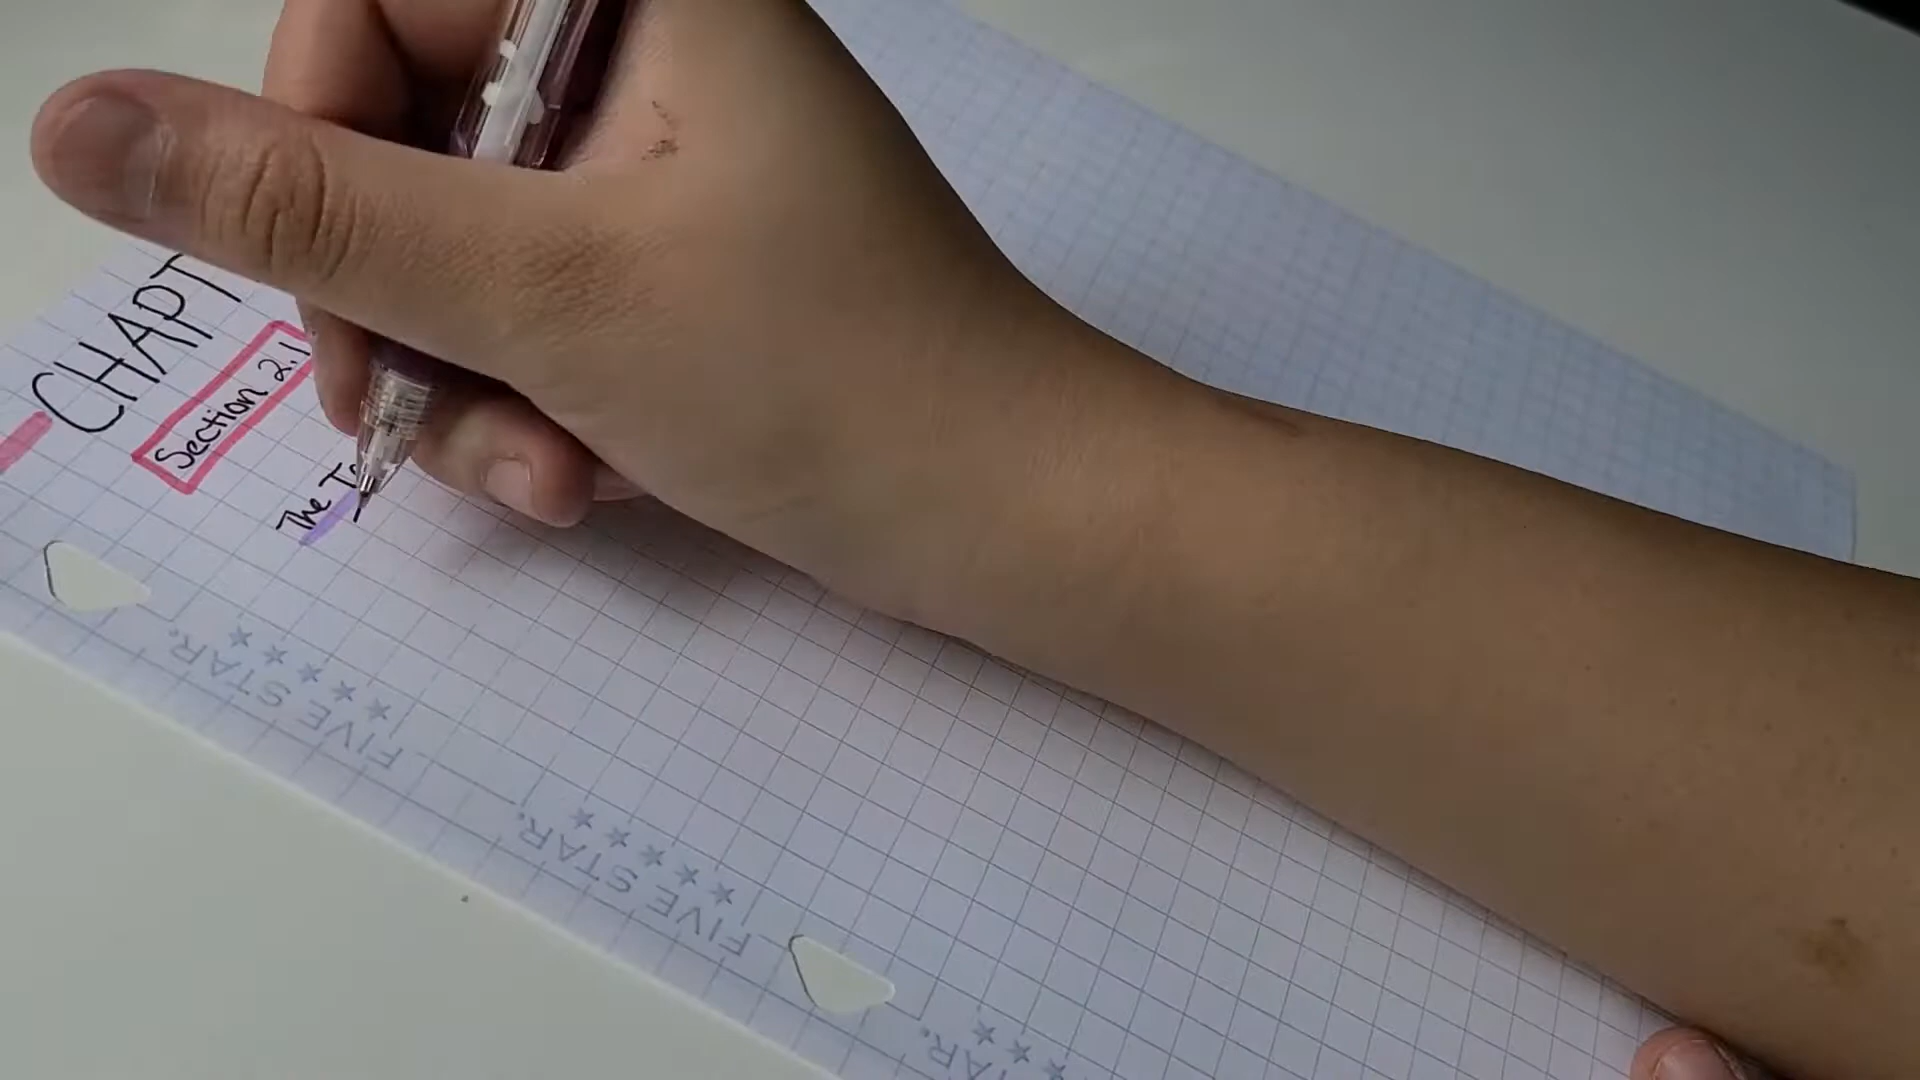 CHAPT
Section 2.1
The T
FIVE STAR.
FIVE STAR.
STAR.